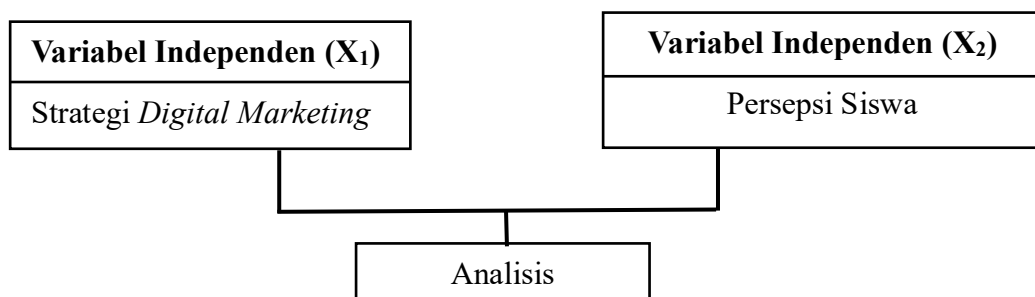 Variabel Independen (X₁)
Strategi Digital Marketing
Variabel Independen (X₂)
Persepsi Siswa
Analisis